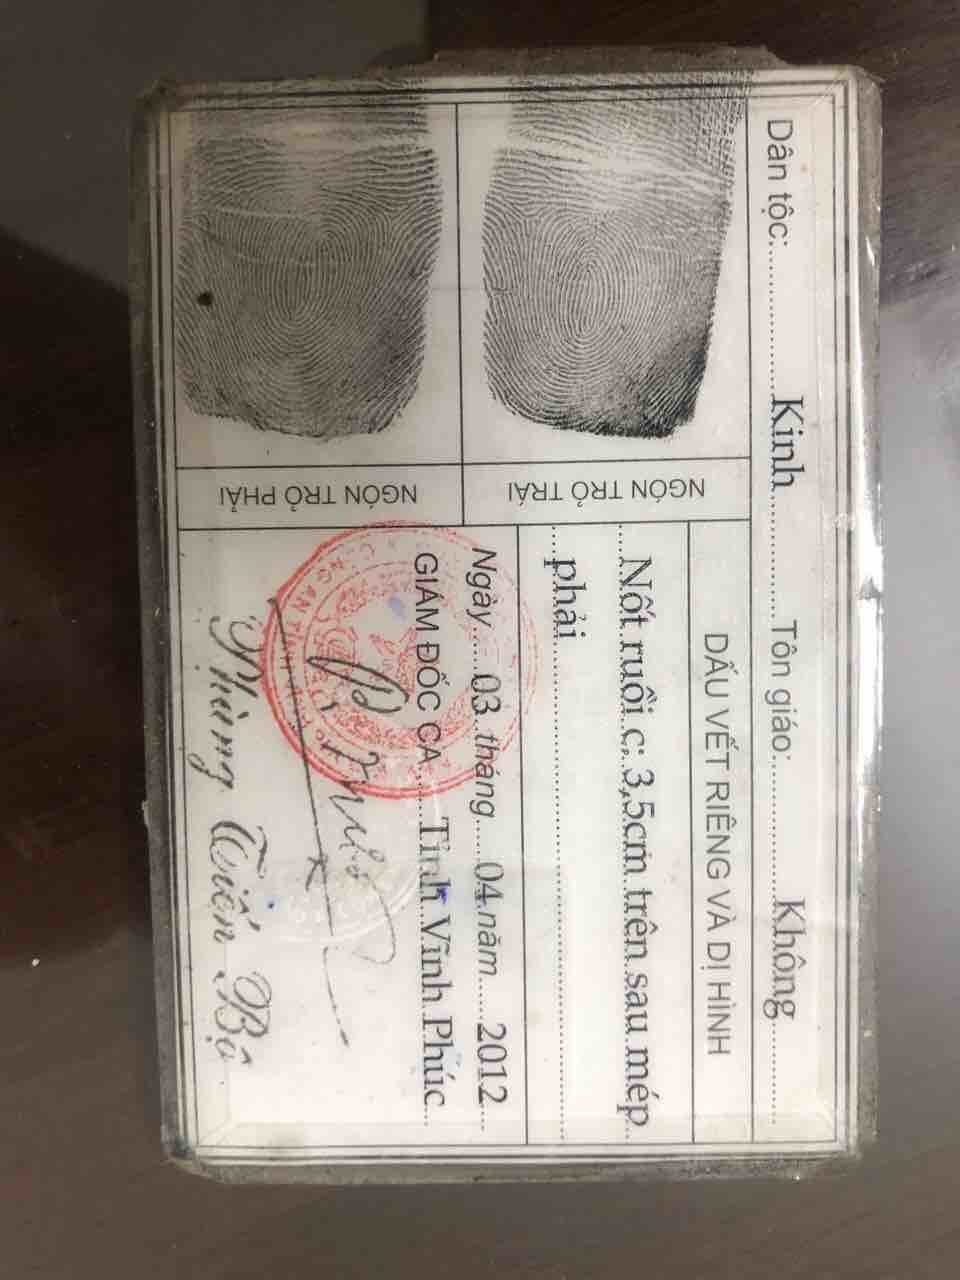 Dân tộc: Kinh Tôn giáo: Không
NGÓN TRỎ TRÁI
NGÓN TRỎ PHẢI
DẤU VẾT RIÊNG VÀ DỊ HÌNH
Nốt ruồi c: 3,5cm trên sau mép
phải
Ngày 03 tháng 04 năm 2012
GIÁM ĐỐC CA Tỉnh Vĩnh Phúc
Phùng Tiến Bộ